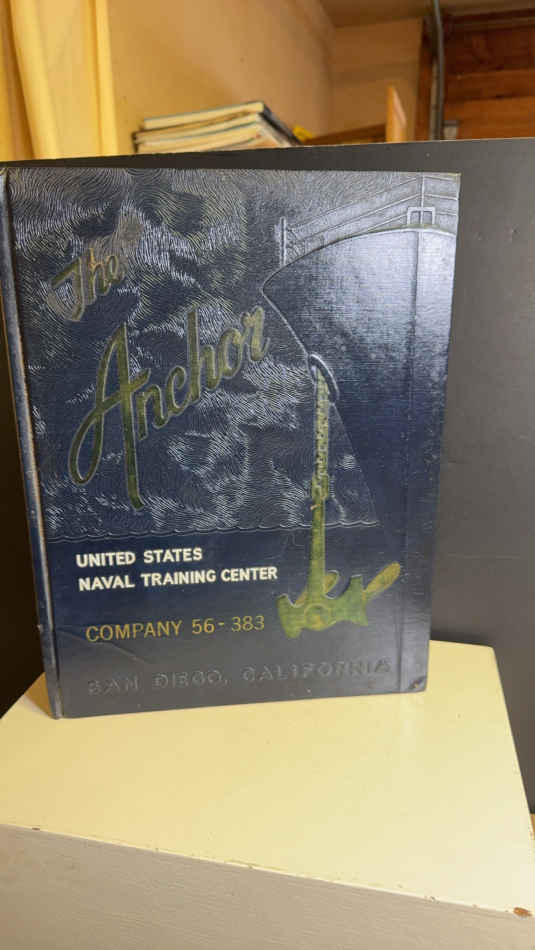 The
Anchor
UNITED STATES
NAVAL TRAINING CENTER
COMPANY 56-383
SAN DIEGO, CALIFORNIA